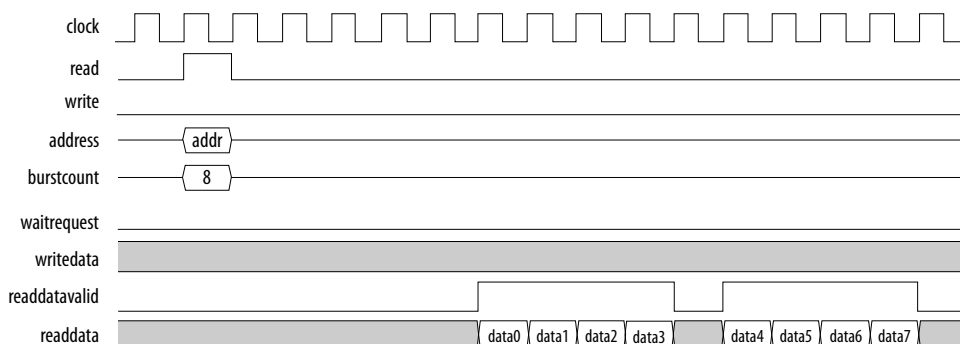 clock
read
write
address addr
burstcount 8
waitrequest
writedata
readdatavalid
readdata data0 data1 data2 data3 data4 data5 data6 data7